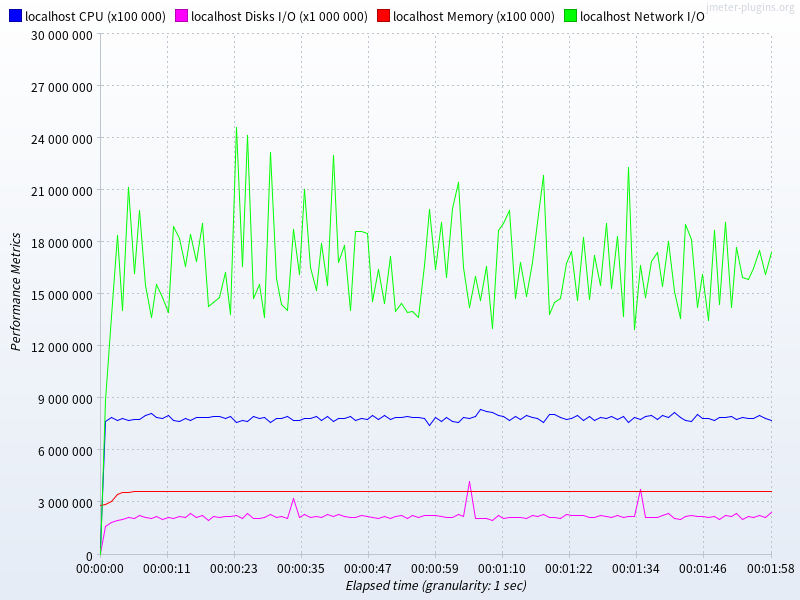 localhost CPU (x100 000) localhost Disks I/O (x1 000 000) localhost Memory (x100 000) localhost Network I/O
jmeter-plugins.org
30 000 000
27 000 000
24 000 000
21 000 000
18 000 000
15 000 000
12 000 000
9 000 000
6 000 000
3 000 000
0
Performance Metrics
00:00:00 00:00:11 00:00:23 00:00:35 00:00:47 00:00:59 00:01:10 00:01:22 00:01:34 00:01:46 00:01:58
Elapsed time (granularity: 1 sec)